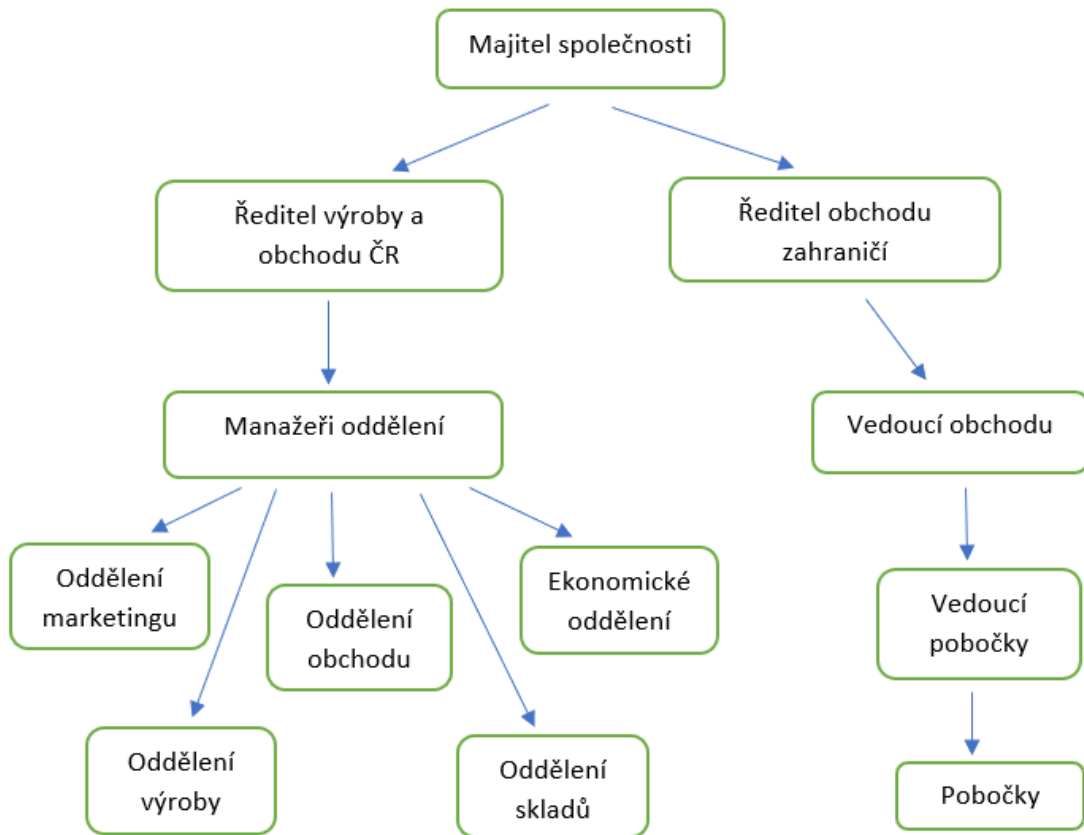 Majitel společnosti
Ředitel výroby a
obchodu ČR
Ředitel obchodu
zahraničí
Manažeři oddělení
Vedoucí obchodu
Oddělení
marketingu
Oddělení
obchodu
Ekonomické
oddělení
Vedoucí
pobočky
Oddělení
výroby
Oddělení
skladů
Pobočky